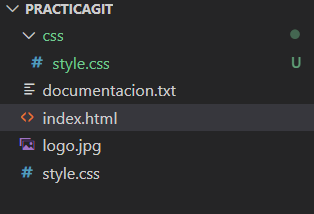 PRACTICAGIT
css
# style.css U
documentacion.txt
<> index.html
logo.jpg
# style.css